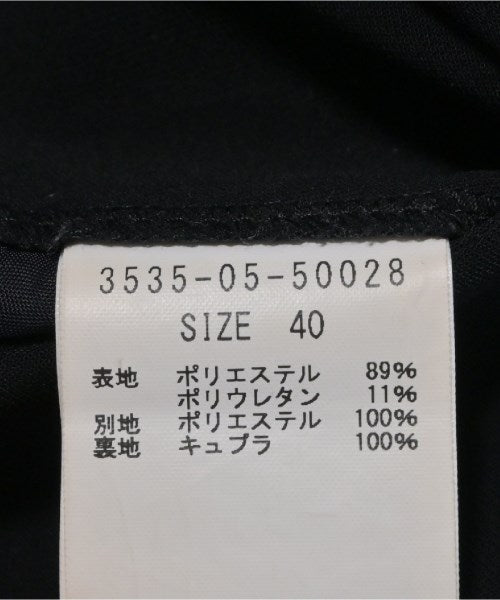 3535-05-50028
SIZE 40
表地 ポリエステル 89%
ポリウレタン 11%
別地 ポリエステル 100%
裏地 キュプラ 100%